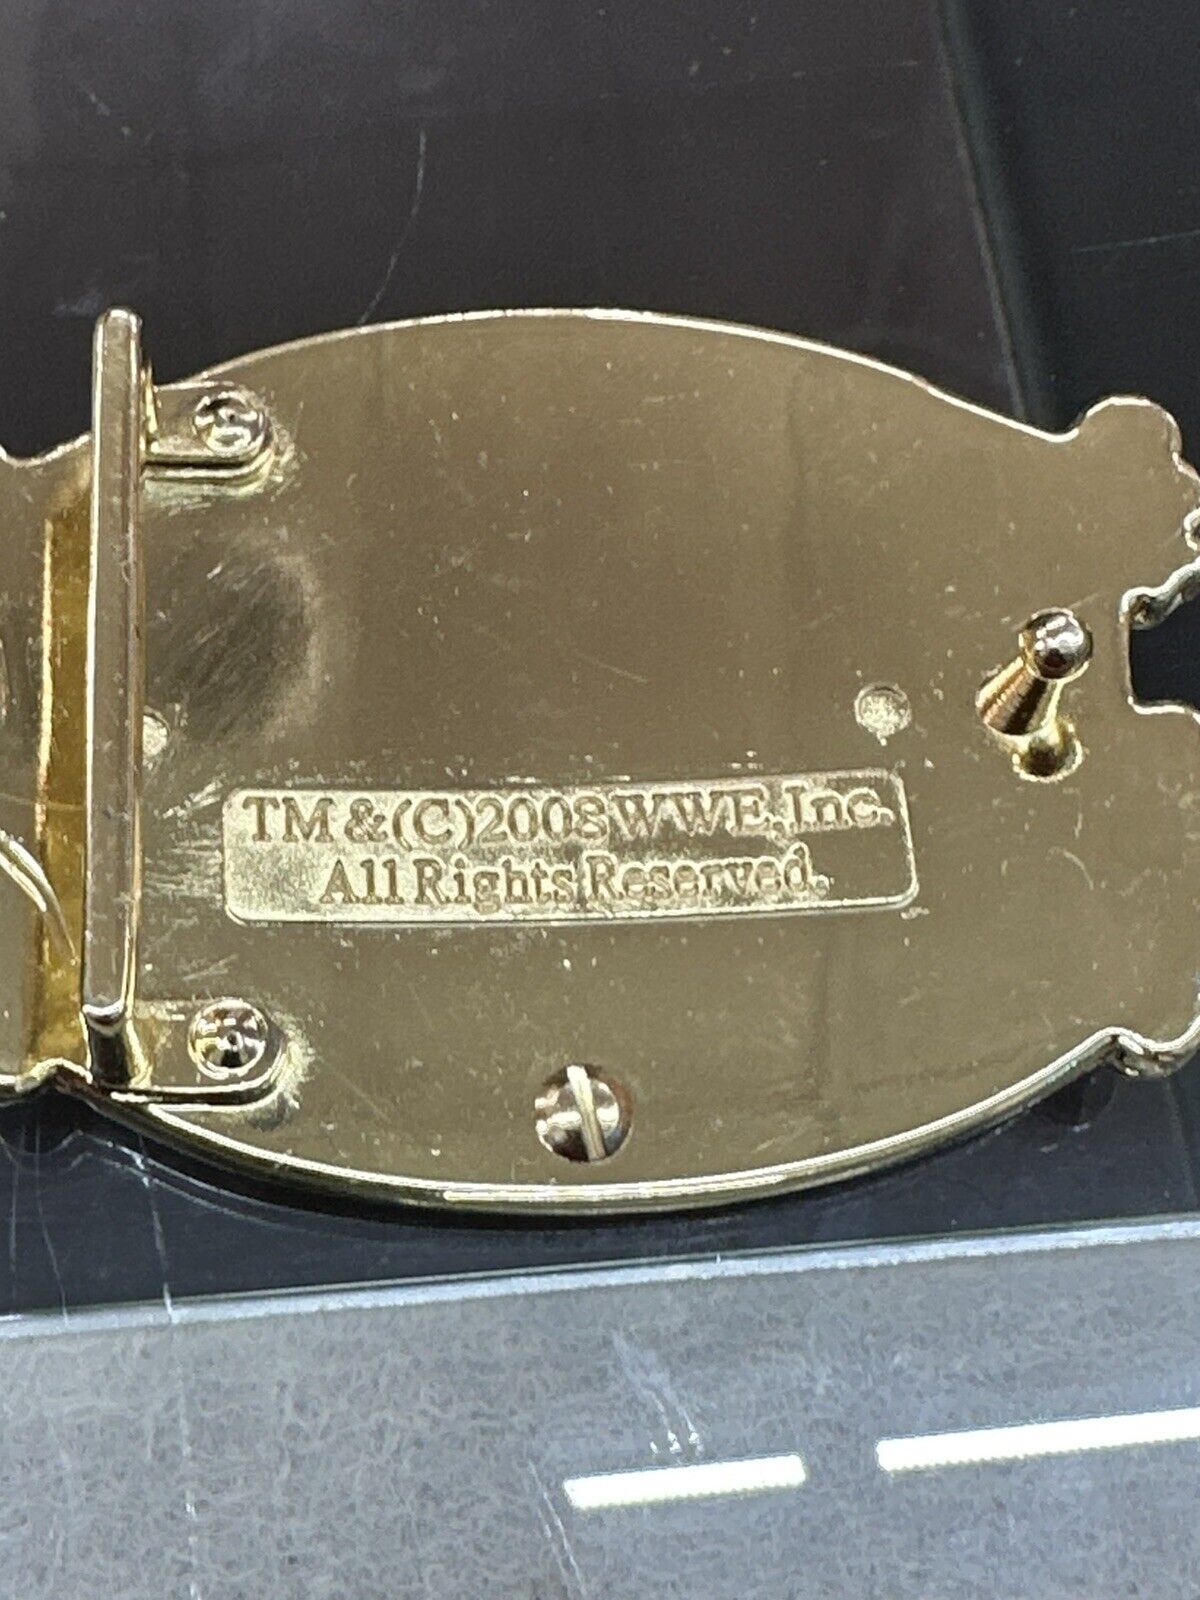 TM & (C) 2008 WWE, Inc.
All Rights Reserved.